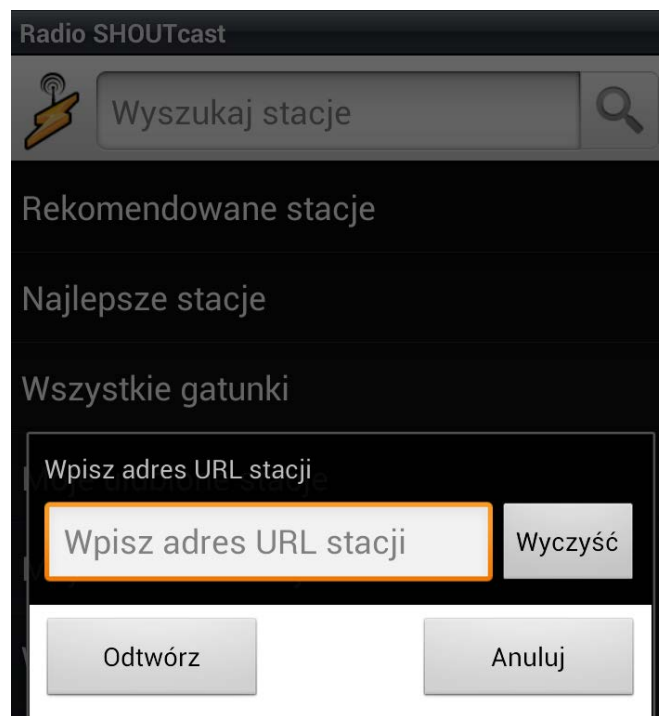 Radio SHOUTcast
Wyszukaj stacje
Rekomendowane stacje
Najlepsze stacje
Wszystkie gatunki
Wpisz adres URL stacji
Wpisz adres URL stacji
Wyczyść
Odtwórz
Anuluj